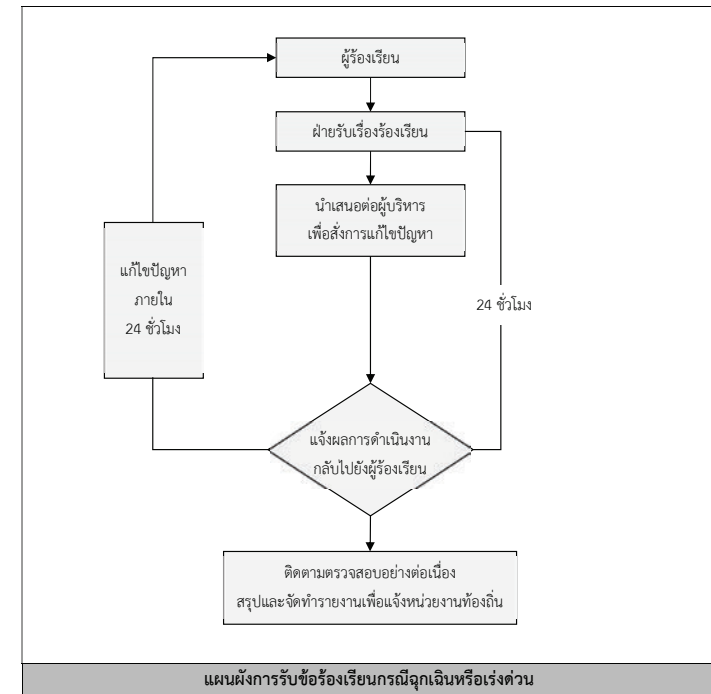 ผู้ร้องเรียน
ฝ่ายรับเรื่องร้องเรียน
นำเสนอต่อผู้บริหาร
เพื่อสั่งการแก้ไขปัญหา
แก้ไขปัญหา
ภายใน
24 ชั่วโมง
24 ชั่วโมง
แจ้งผลการดำเนินงาน
กลับไปยังผู้ร้องเรียน
ติดตามตรวจสอบอย่างต่อเนื่อง
สรุปและจัดทำรายงานเพื่อแจ้งหน่วยงานท้องถิ่น
แผนผังการรับข้อร้องเรียนกรณีฉุกเฉินหรือเร่งด่วน